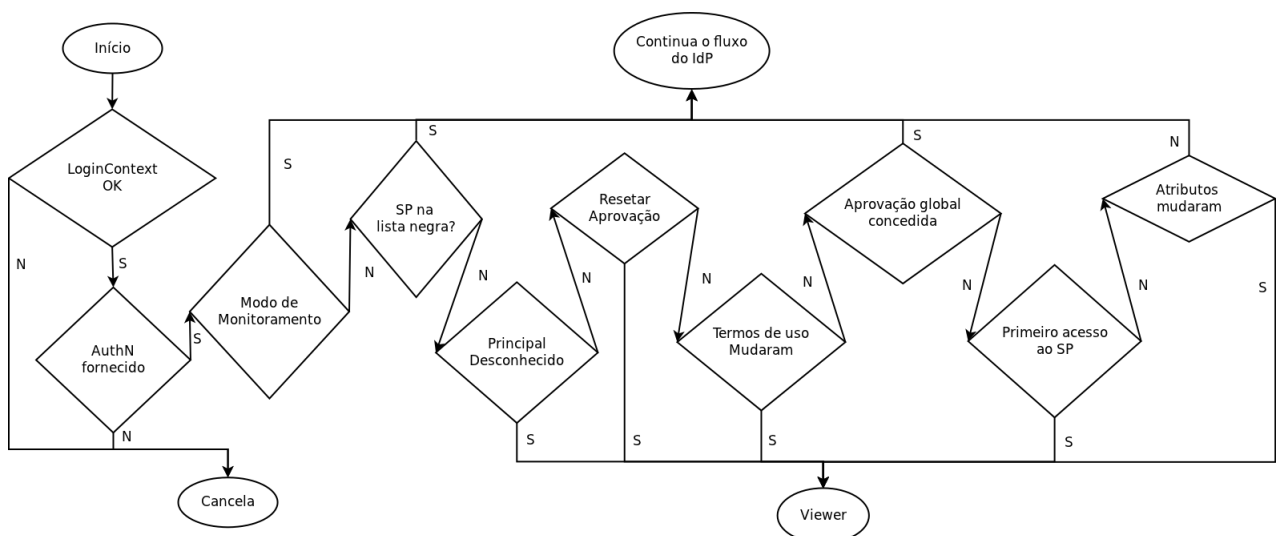 Início
Continua o fluxo
do IdP
LoginContext
OK
N
S
AuthN
fornecido
S
N
Cancela
Modo de
Monitoramento
S
N
SP na
lista negra?
S
N
Principal
Desconhecido
N
S
Resetar
Aprovação
N
S
Termos de uso
Mudaram
N
S
Aprovação global
concedida
S
N
Primeiro acesso
ao SP
N
S
Atributos
mudaram
N
S
Viewer